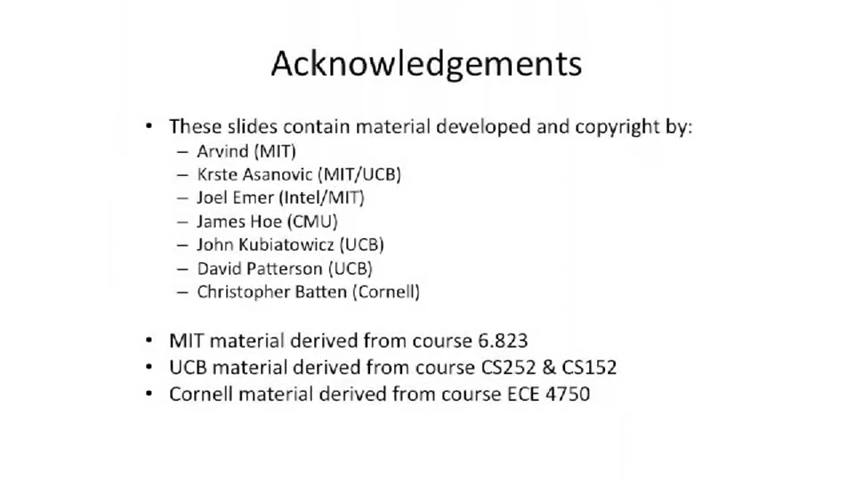 Acknowledgements
• These slides contain material developed and copyright by:
– Arvind (MIT)
– Krste Asanovic (MIT/UCB)
– Joel Emer (Intel/MIT)
– James Hoe (CMU)
– John Kubiatowicz (UCB)
– David Patterson (UCB)
– Christopher Batten (Cornell)
• MIT material derived from course 6.823
• UCB material derived from course CS252 & CS152
• Cornell material derived from course ECE 4750